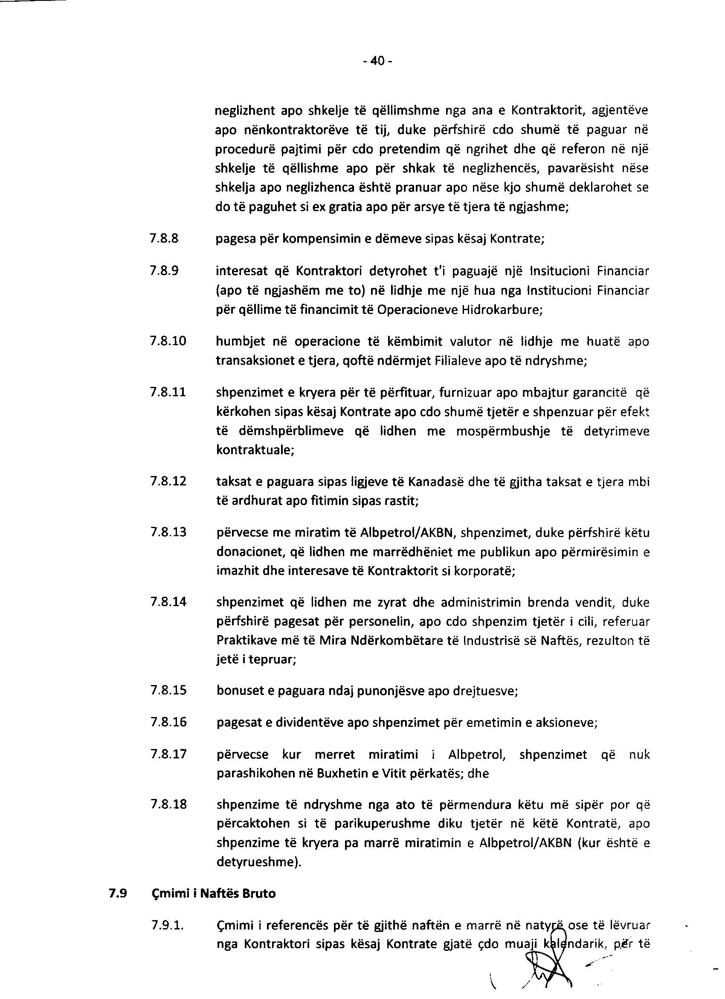 - 40 -
neglizhent apo shkelje të qëllimshme nga ana e Kontraktorit, agjentëve
apo nënkontraktorëve të tij, duke përfshirë cdo shumë të paguar në
procedurë pajtimi për cdo pretendim që ngrihet dhe që referon në një
shkelje të qëllishme apo për shkak të neglizhencës, pavarësisht nëse
shkelja apo neglizhenca është pranuar apo nëse kjo shumë deklarohet se
do të paguhet si ex gratia apo për arsye të tjera të ngjashme;
7.8.8 pagesa për kompensimin e dëmeve sipas kësaj Kontrate;
7.8.9 interesat që Kontraktori detyrohet t'i paguajë një Insitucioni Financiar
(apo të ngjashëm me to) në lidhje me një hua nga Institucioni Financiar
për qëllime të financimit të Operacioneve Hidrokarbure;
7.8.10 humbjet në operacione të këmbimit valutor në lidhje me huatë apo
transaksionet e tjera, qoftë ndërmjet Filialeve apo të ndryshme;
7.8.11 shpenzimet e kryera për të përfituar, furnizuar apo mbajtur garancitë që
kërkohen sipas kësaj Kontrate apo cdo shumë tjetër e shpenzuar për efekt
të dëmshpërblimeve që lidhen me mospërmbushje të detyrimeve
kontraktuale;
7.8.12 taksat e paguara sipas ligjeve të Kanadasë dhe të gjitha taksat e tjera mbi
të ardhurat apo fitimin sipas rastit;
7.8.13 përvecse me miratim të Albpetrol/AKBN, shpenzimet, duke përfshirë këtu
donacionet, që lidhen me marrëdhëniet me publikun apo përmirësimin e
imazhit dhe interesave të Kontraktorit si korporatë;
7.8.14 shpenzimet që lidhen me zyrat dhe administrimin brenda vendit, duke
përfshirë pagesat për personelin, apo cdo shpenzim tjetër i cili, referuar
Praktikave më të Mira Ndërkombëtare të Industrisë së Naftës, rezulton të
jetë i tepruar;
7.8.15 bonuset e paguara ndaj punonjësve apo drejtuesve;
7.8.16 pagesat e dividentëve apo shpenzimet për emetimin e aksioneve;
7.8.17 përvecse kur merret miratimi i Albpetrol, shpenzimet që nuk
parashikohen në Buxhetin e Vitit përkatës; dhe
7.8.18 shpenzime të ndryshme nga ato të përmendura këtu më sipër por që
përcaktohen si të parikuperushme diku tjetër në këtë Kontratë, apo
shpenzime të kryera pa marrë miratimin e Albpetrol/AKBN (kur është e
detyrueshme).
7.9 Çmimi i Naftës Bruto
7.9.1. Çmimi i referencës për të gjithë naftën e marrë në natyrë ose të lëvruar
nga Kontraktori sipas kësaj Kontrate gjatë çdo muaji kalendarik, për të